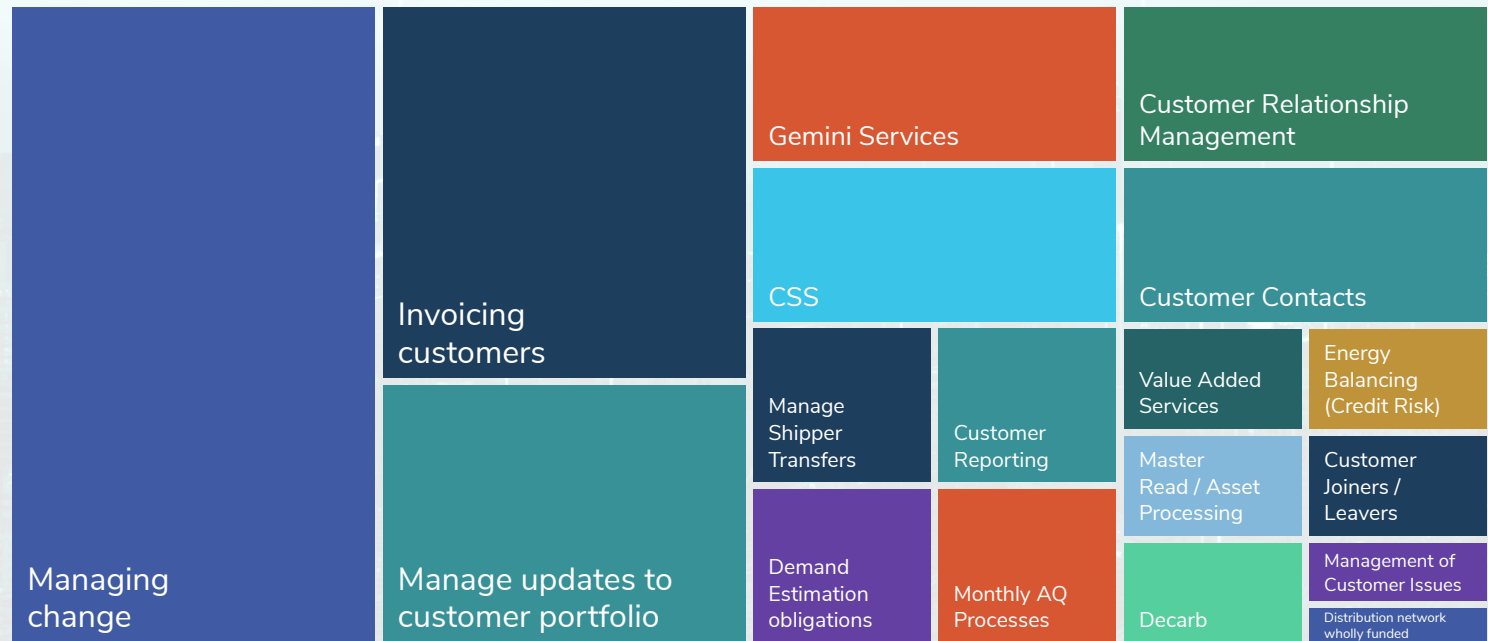 Managing
change
Invoicing
customers
Manage updates to
customer portfolio
Gemini Services
CSS
Manage
Shipper
Transfers
Customer
Reporting
Demand
Estimation
obligations
Monthly AQ
Processes
Customer Relationship
Management
Customer Contacts
Value Added
Services
Energy
Balancing
(Credit Risk)
Master
Read / Asset
Processing
Customer
Joiners /
Leavers
Decarb
Management of
Customer Issues
Distribution network
wholly funded